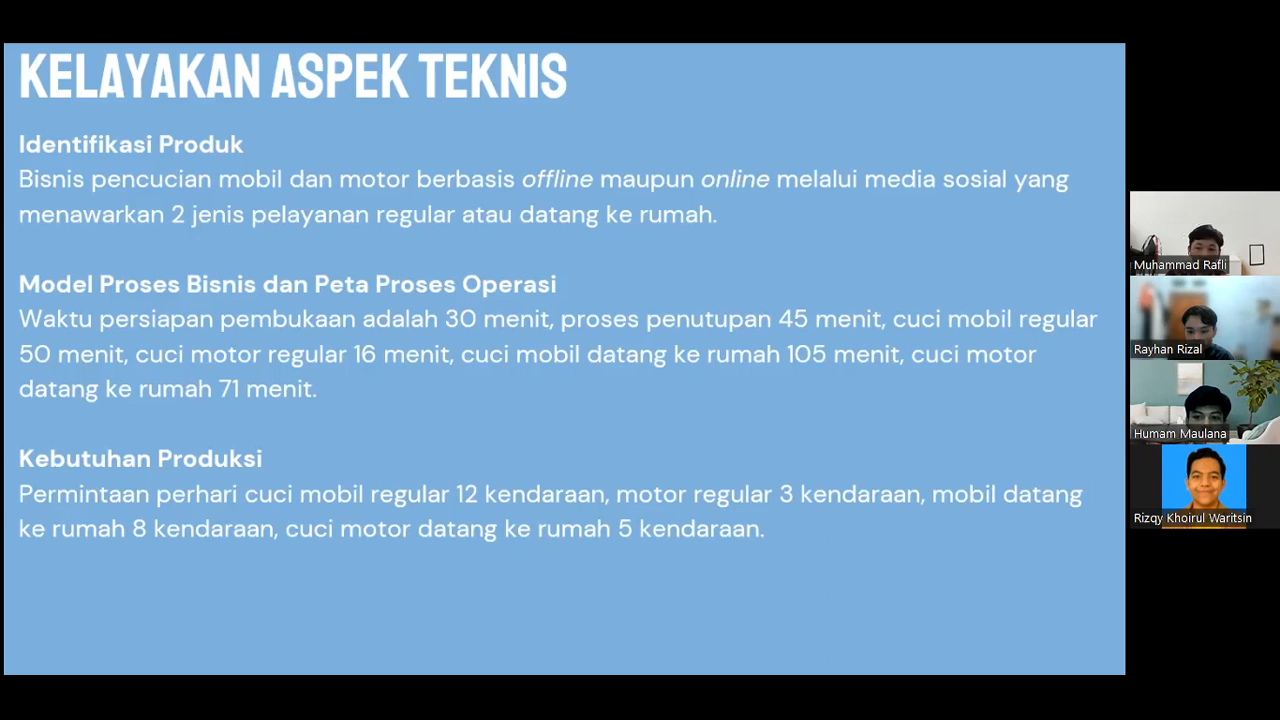 KELAYAKAN ASPEK TEKNIS
Identifikasi Produk
Bisnis pencucian mobil dan motor berbasis offline maupun online melalui media sosial yang
menawarkan 2 jenis pelayanan regular atau datang ke rumah.
Model Proses Bisnis dan Peta Proses Operasi
Waktu persiapan pembukaan adalah 30 menit, proses penutupan 45 menit, cuci mobil regular
50 menit, cuci motor regular 16 menit, cuci mobil datang ke rumah 105 menit, cuci motor
datang ke rumah 71 menit.
Kebutuhan Produksi
Permintaan perhari cuci mobil regular 12 kendaraan, motor regular 3 kendaraan, mobil datang
ke rumah 8 kendaraan, cuci motor datang ke rumah 5 kendaraan.
Muhammad Rafli
Rayhan Rizal
Humam Maulana
Rizqy Khoirul Waritsin